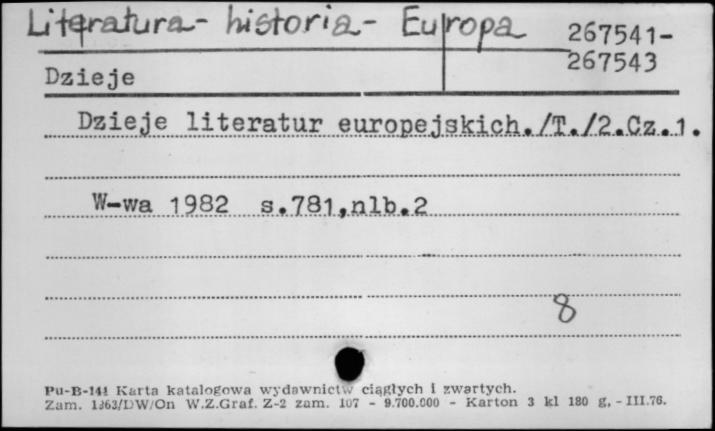 Literatura - historia - Europa
267541-
267543
Dzieje
Dzieje literatur europejskich./T./2.Cz.1.
W-wa 1982 s.781,nlb.2
8
Pu-B-141 Karta katalogowa wydawnictw ciągłych i zwartych.
Zam. 1363/DW/On W.Z.Graf. Z-2 zam. 107 - 9.700.000 - Karton 3 kl 180 g, - III.76.